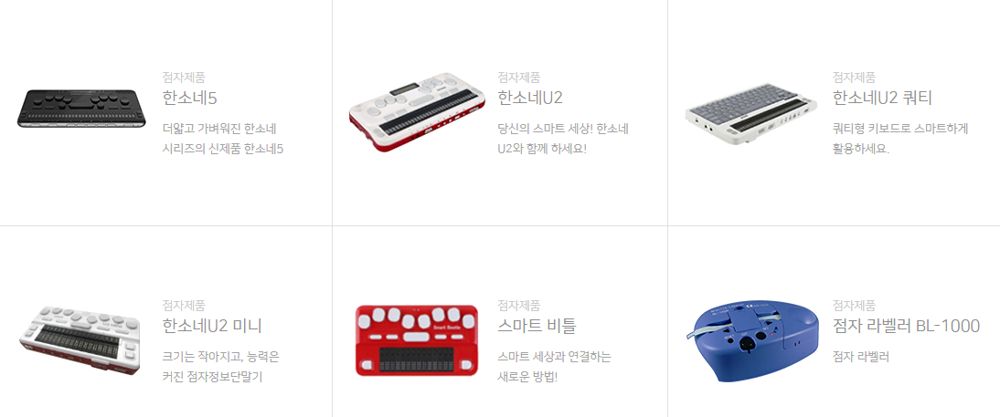 점자제품
한소네5
더얇고 가벼워진 한소네
시리즈의 신제품 한소네5
점자제품
한소네U2
당신의 스마트 세상! 한소네
U2와 함께 하세요!
점자제품
한소네U2 쿼티
쿼티형 키보드로 스마트하게
활용하세요.
점자제품
한소네U2 미니
크기는 작아지고, 능력은
커진 점자정보단말기
점자제품
스마트 비틀
스마트 세상과 연결하는
새로운 방법!
Smart Beetle
점자제품
점자 라벨러 BL-1000
점자 라벨러